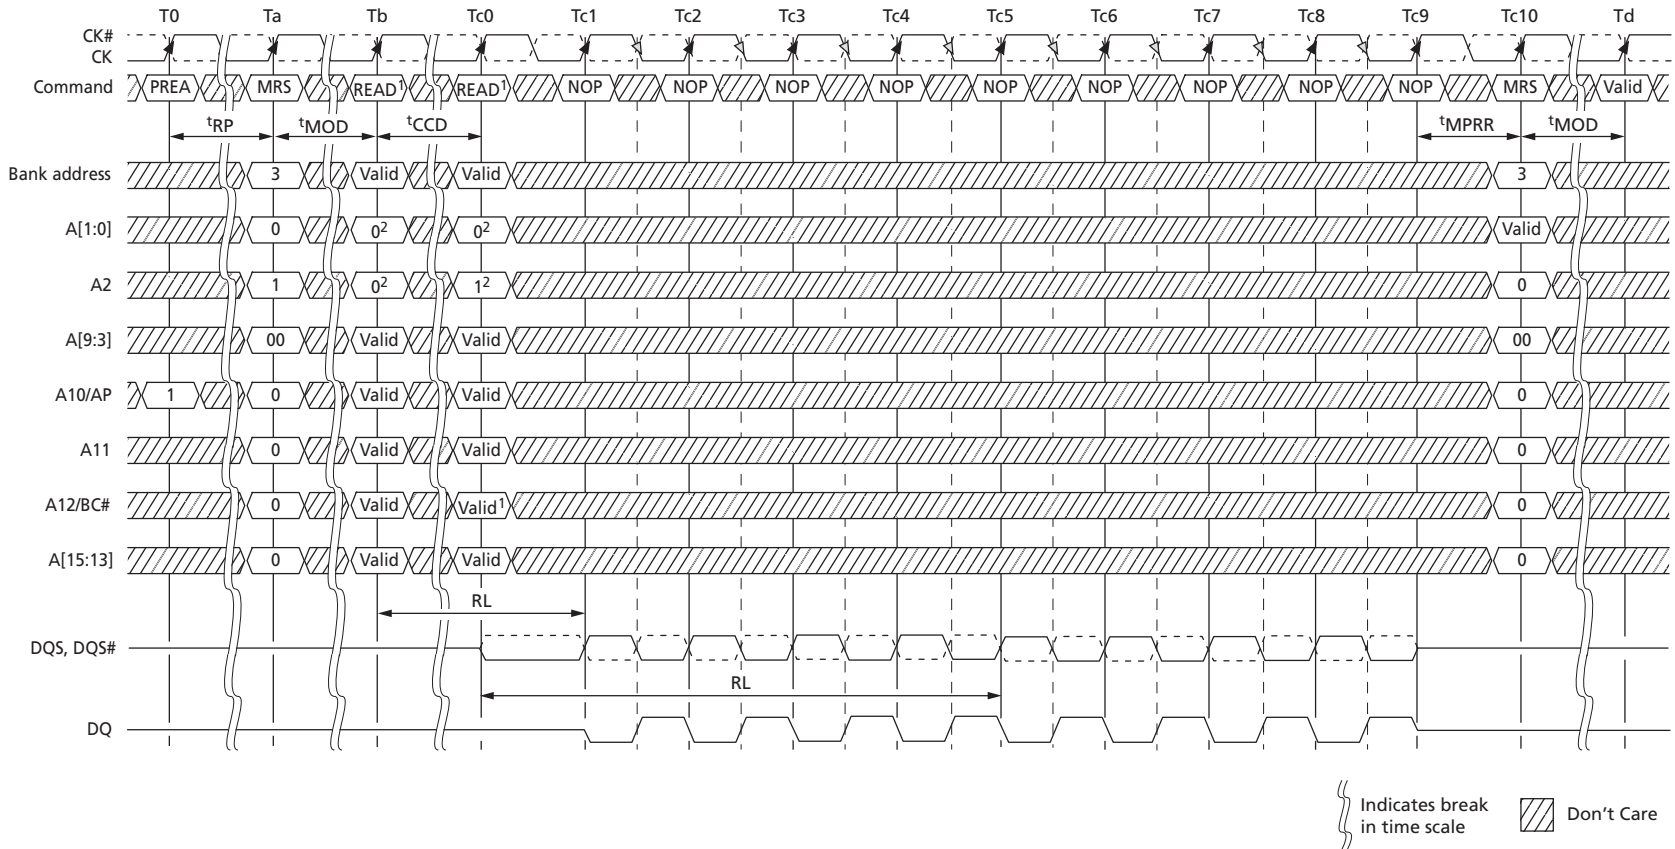 T0 Ta Tb Tc0 Tc1 Tc2 Tc3 Tc4 Tc5 Tc6 Tc7 Tc8 Tc9 Tc10 Td
CK#
CK
Command PREA MRS READ¹ READ¹ NOP NOP NOP NOP NOP NOP NOP NOP NOP MRS Valid
tRP tMOD tCCD tMPRR tMOD
Bank address 3 Valid Valid 3
A[1:0] 0 0² 0² Valid
A2 1 0² 1² 0
A[9:3] 00 Valid Valid 00
A10/AP 1 0 Valid Valid 0
A11 0 Valid Valid 0
A12/BC# 0 Valid Valid¹ 0
A[15:13] 0 Valid Valid 0
RL
DQS, DQS#
RL
DQ
Indicates break
in time scale
Don't Care